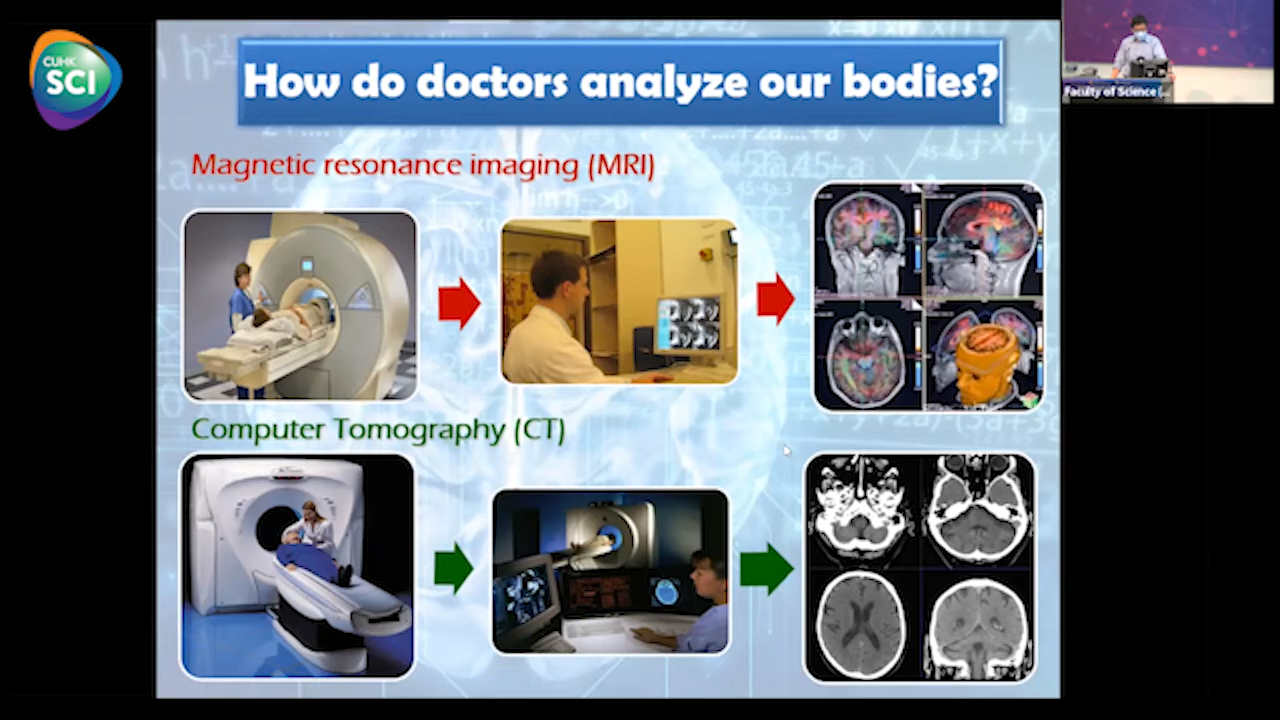 CUHK
SCI
How do doctors analyze our bodies?
Faculty of Science (...
Magnetic resonance imaging (MRI)
Computer Tomography (CT)